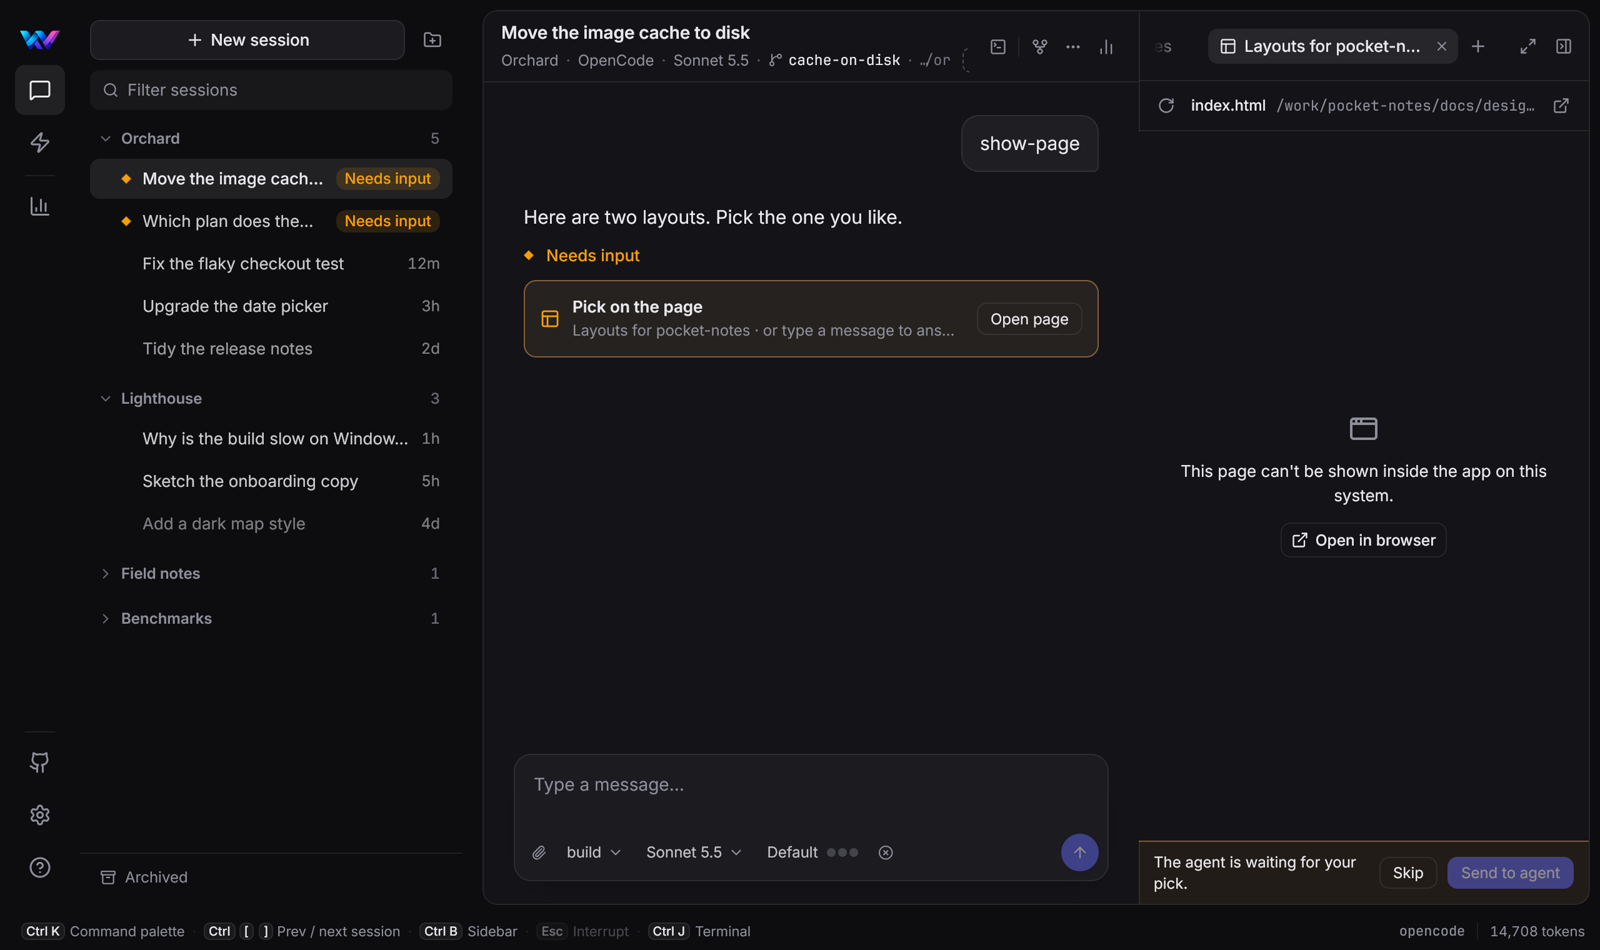 New session
Filter sessions
Orchard 5
Move the image cach... Needs input
Which plan does the... Needs input
Fix the flaky checkout test 12m
Upgrade the date picker 3h
Tidy the release notes 2d
Lighthouse 3
Why is the build slow on Window... 1h
Sketch the onboarding copy 5h
Add a dark map style 4d
Field notes 1
Benchmarks 1
Archived
Move the image cache to disk
Orchard · OpenCode · Sonnet 5.5 · cache-on-disk · …/or
show-page
Here are two layouts. Pick the one you like.
Needs input
Pick on the page
Layouts for pocket-notes · or type a message to ans...
Open page
Type a message...
build Sonnet 5.5 Default
es Layouts for pocket-n...
index.html /work/pocket-notes/docs/desig…
This page can't be shown inside the app on this
system.
Open in browser
The agent is waiting for your
pick.
Skip Send to agent
Ctrl K Command palette · Ctrl [ ] Prev / next session · Ctrl B Sidebar · Esc Interrupt · Ctrl J Terminal
opencode 14,708 tokens